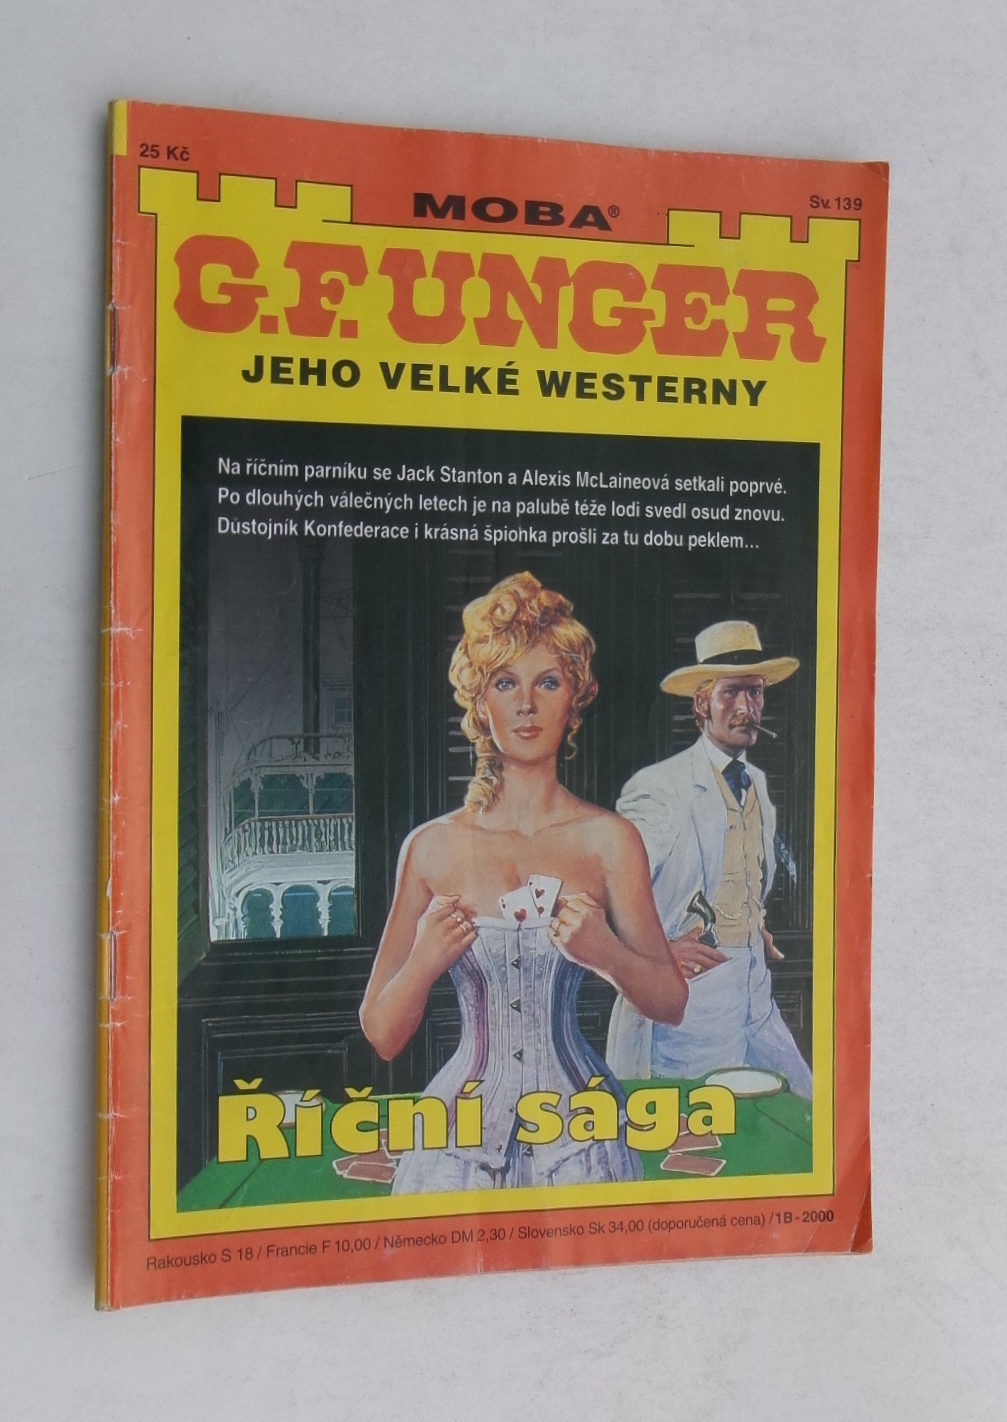 25 Kč
MOBA®
Sv. 139
G.F. UNGER
JEHO VELKÉ WESTERNY
Na říčním parníku se Jack Stanton a Alexis McLaineová setkali poprvé.
Po dlouhých válečných letech je na palubě téže lodi svedl osud znovu.
Důstojník Konfederace i krásná špionka prošli za tu dobu peklem...
Říční sága
Rakousko S 18 / Francie F 10,00 / Německo DM 2,30 / Slovensko Sk 34,00 (doporučená cena) / 1B - 2000